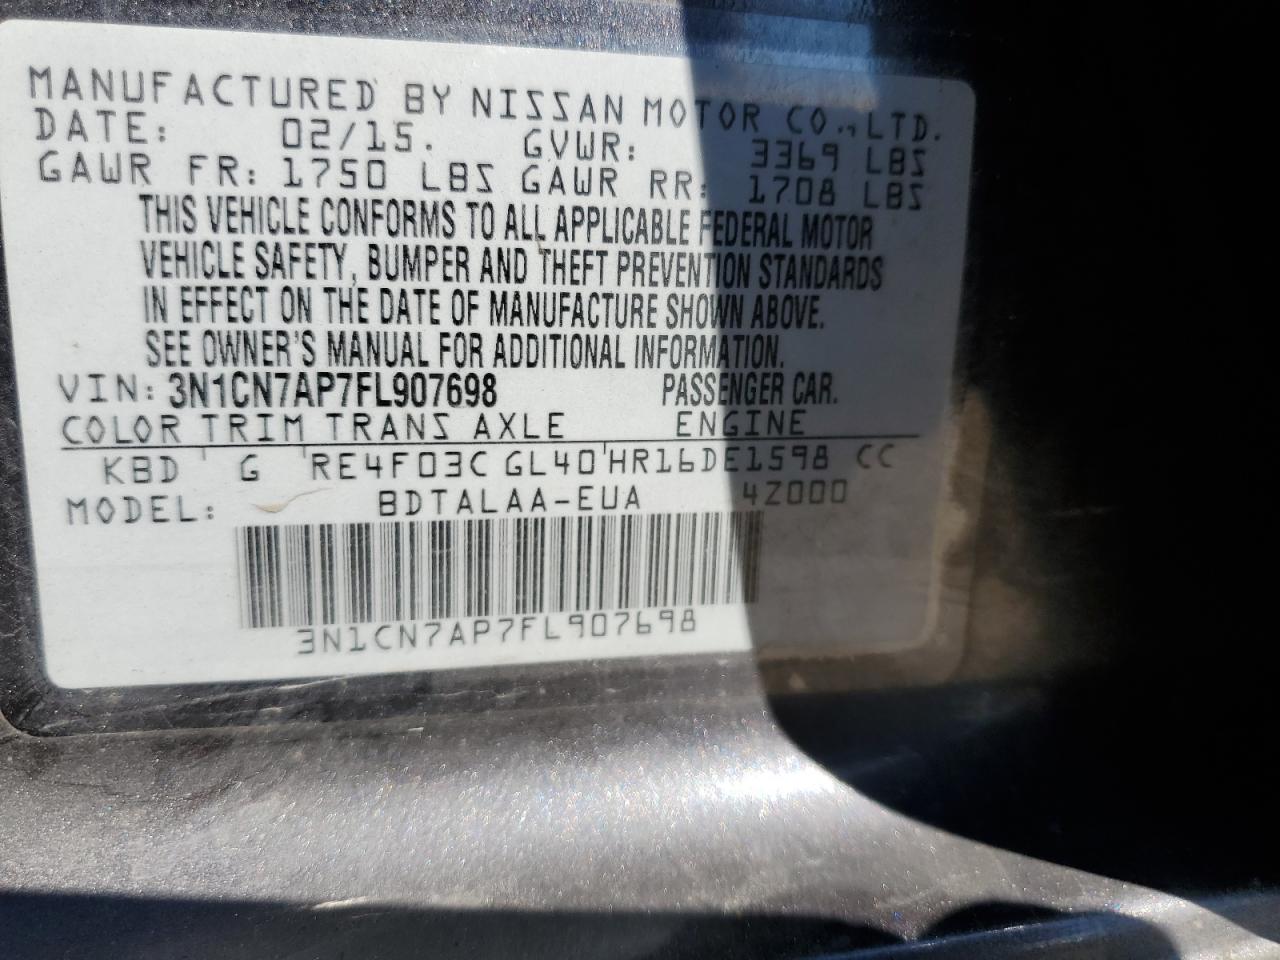 MANUFACTURED BY NISSAN MOTOR CO., LTD.
DATE: 02/15. GVWR: 3369 LBS
GAWR FR: 1750 LBS GAWR RR: 1708 LBS
THIS VEHICLE CONFORMS TO ALL APPLICABLE FEDERAL MOTOR
VEHICLE SAFETY, BUMPER AND THEFT PREVENTION STANDARDS
IN EFFECT ON THE DATE OF MANUFACTURE SHOWN ABOVE.
SEE OWNER'S MANUAL FOR ADDITIONAL INFORMATION.
VIN: 3N1CN7AP7FL907698 PASSENGER CAR.
COLOR TRIM TRANS AXLE ENGINE
KBD ' G ' RE4F03C GL40 ' HR16DE1598 CC
MODEL: BDTALAA-EUA 4Z000
3N1CN7AP7FL907698